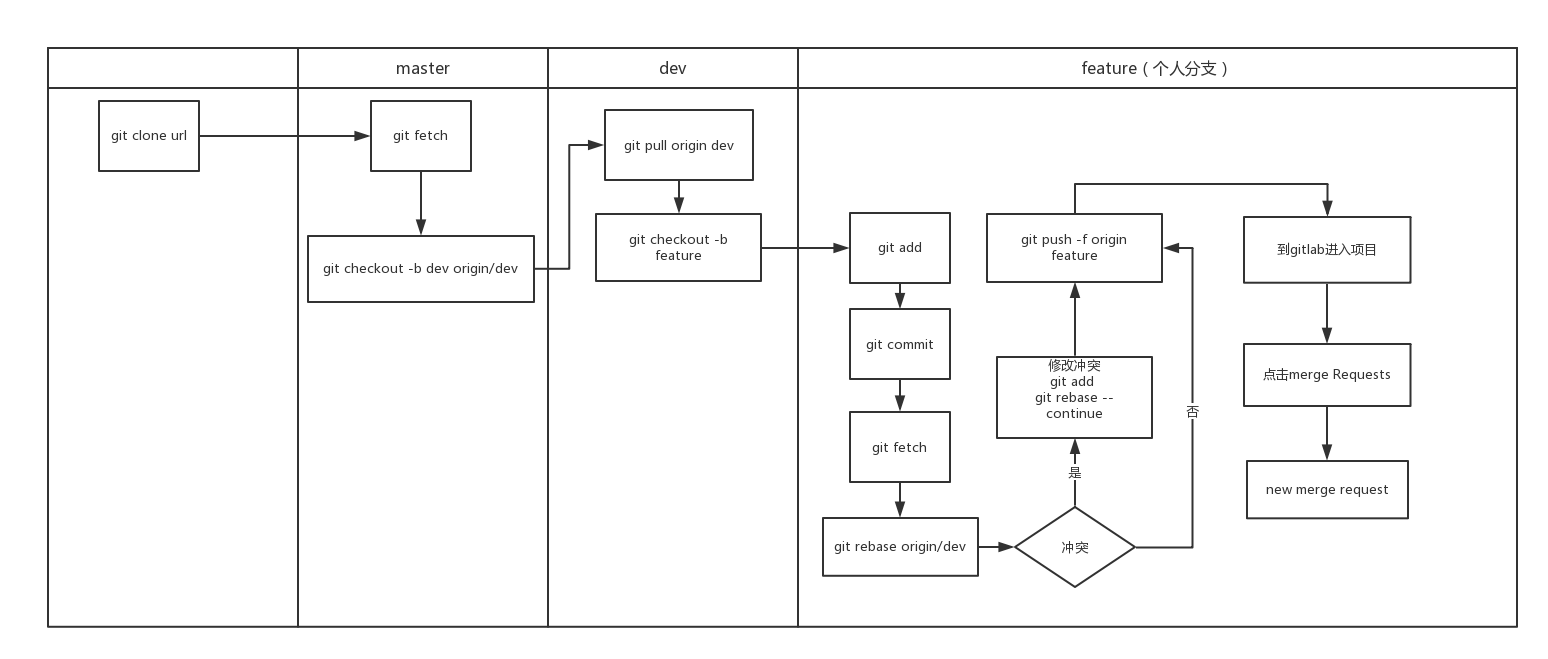 master
dev
feature（个人分支）
git clone url
git fetch
git checkout -b dev origin/dev
git pull origin dev
git checkout -b
feature
git add
git commit
git fetch
git rebase origin/dev
冲突
是
修改冲突
git add
git rebase --
continue
否
git push -f origin
feature
到gitlab进入项目
点击merge Requests
new merge request